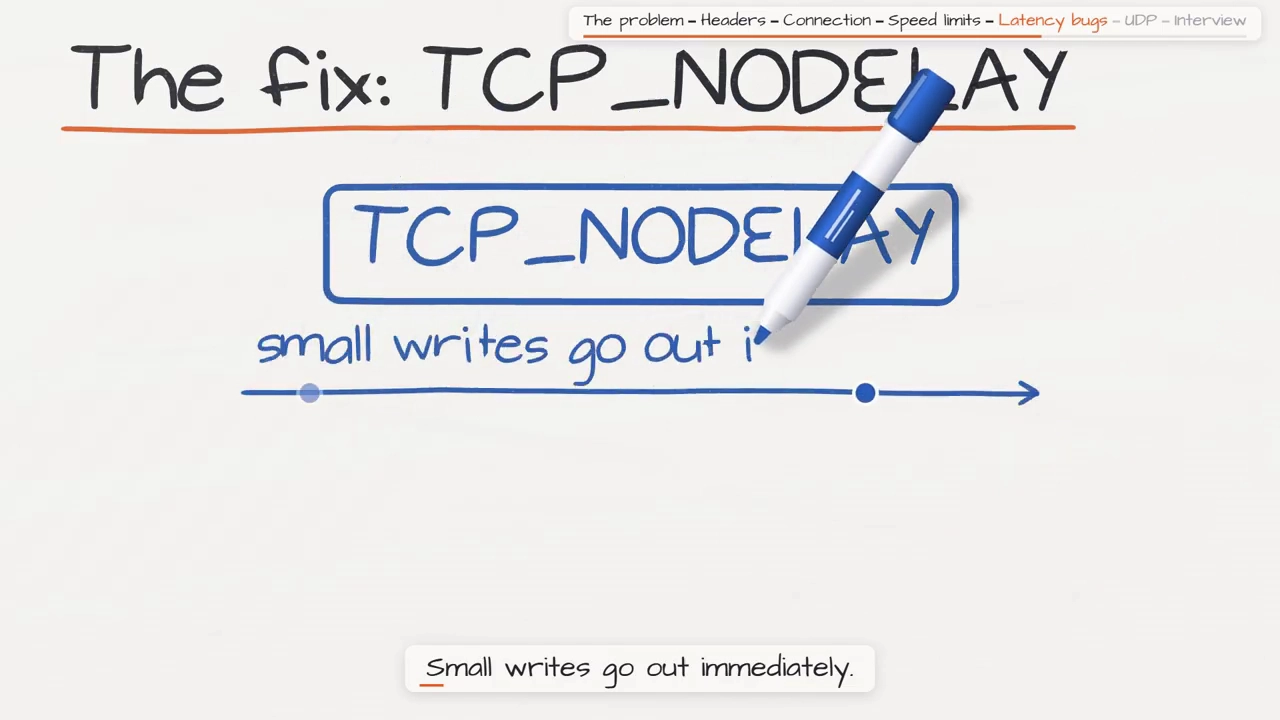 The problem – Headers – Connection – Speed limits – Latency bugs – UDP – Interview
The fix: TCP_NODELAY
TCP_NODELAY
small writes go out i
Small writes go out immediately.